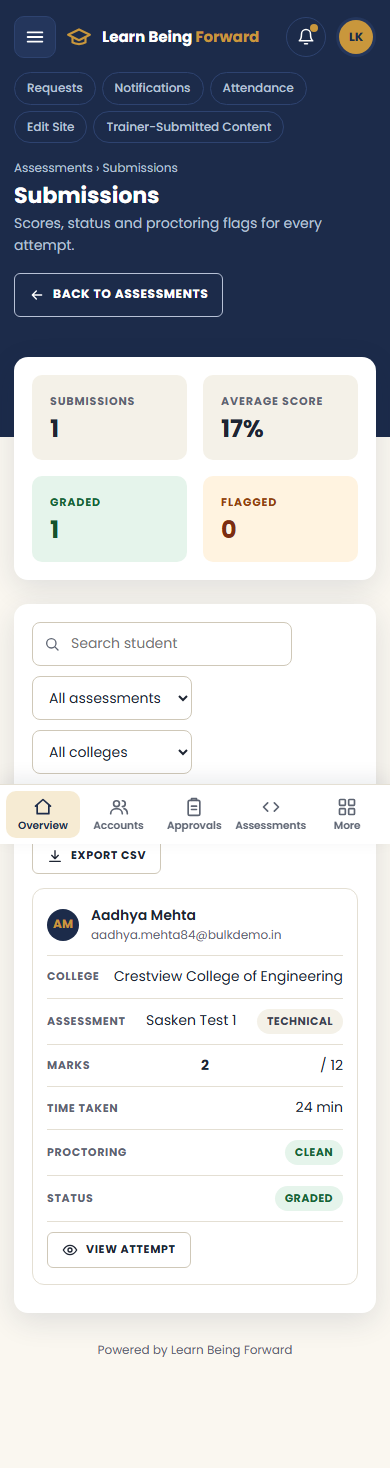 Learn Being Forward
LK
Requests
Notifications
Attendance
Edit Site
Trainer-Submitted Content
Assessments › Submissions
Submissions
Scores, status and proctoring flags for every
attempt.
← BACK TO ASSESSMENTS
SUBMISSIONS
1
AVERAGE SCORE
17%
GRADED
1
FLAGGED
0
Search student
All assessments
All colleges
Overview
Accounts
Approvals
Assessments
More
EXPORT CSV
AM
Aadhya Mehta
aadhya.mehta84@bulkdemo.in
COLLEGE Crestview College of Engineering
ASSESSMENT Sasken Test 1 TECHNICAL
MARKS 2 / 12
TIME TAKEN 24 min
PROCTORING CLEAN
STATUS GRADED
VIEW ATTEMPT
Powered by Learn Being Forward